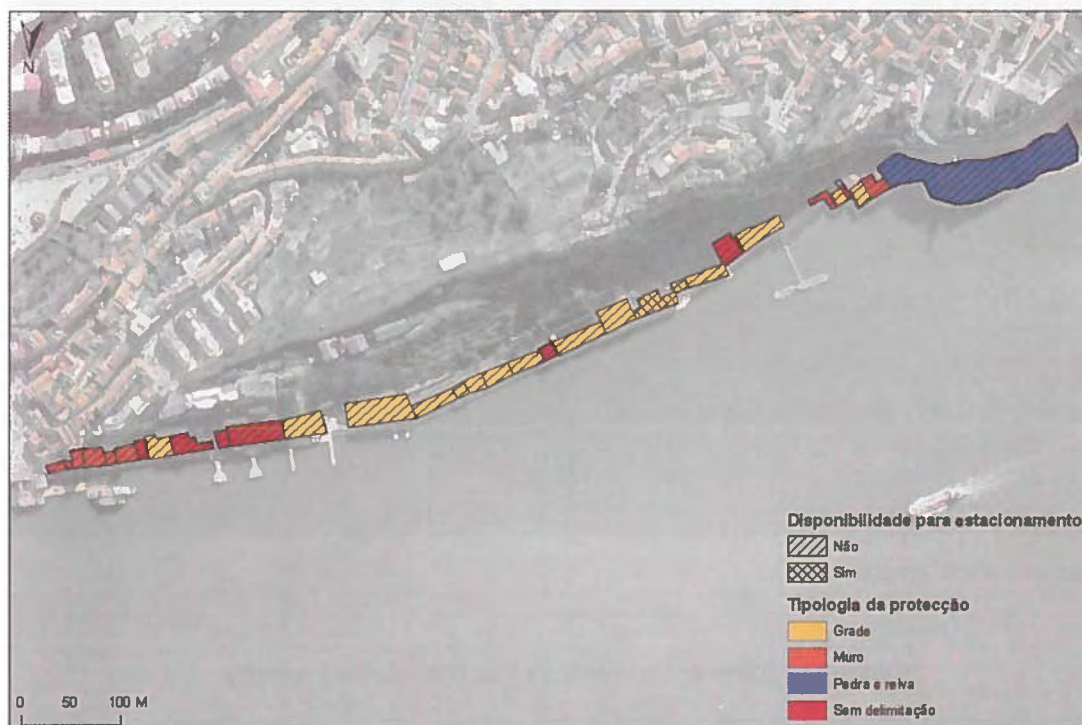 N
Disponibilidade para estacionamento
Não
Sim
Tipologia da protecção
Grade
Muro
Pedra e relva
Sem delimitação
0 50 100 M